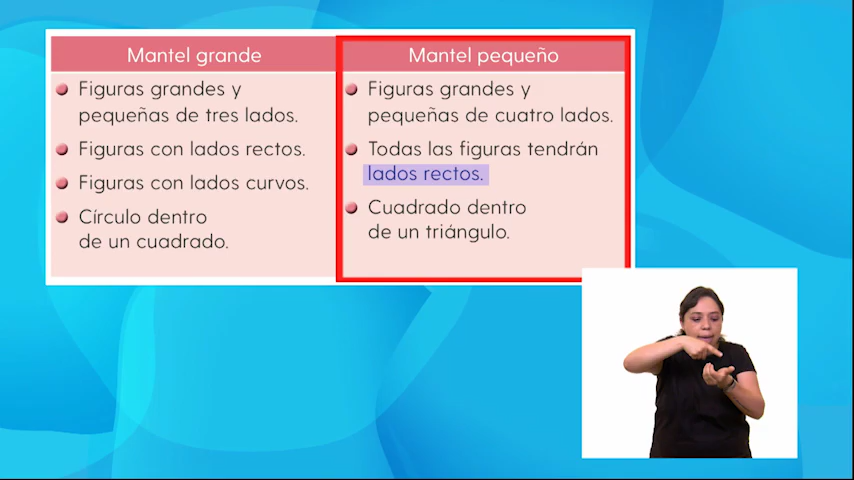 Mantel grande
Figuras grandes y
pequeñas de tres lados.
Figuras con lados rectos.
Figuras con lados curvos.
Círculo dentro
de un cuadrado.
Mantel pequeño
Figuras grandes y
pequeñas de cuatro lados.
Todas las figuras tendrán
lados rectos.
Cuadrado dentro
de un triángulo.